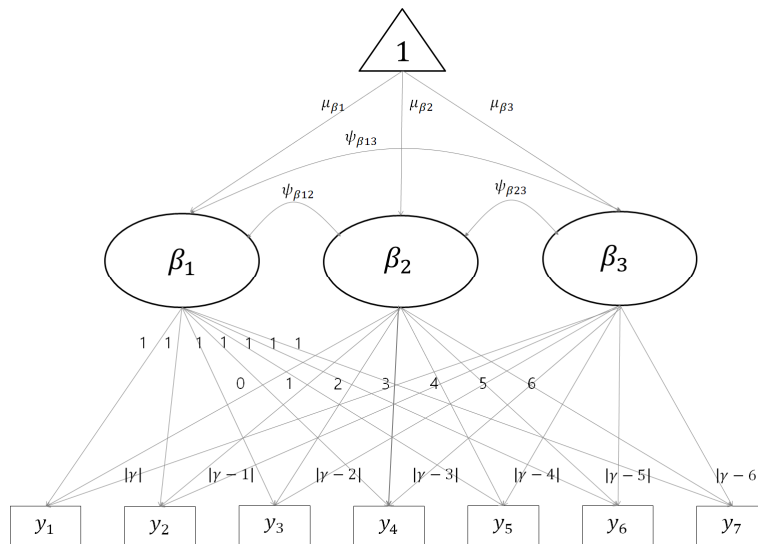 1
μβ1 μβ2 μβ3
ψβ13
ψβ12 ψβ23
β1 β2 β3
1 1 1 1 1 1 1
0 1 2 3 4 5 6
|γ| |γ − 1| |γ − 2| |γ − 3| |γ − 4| |γ − 5| |γ − 6
y1 y2 y3 y4 y5 y6 y7